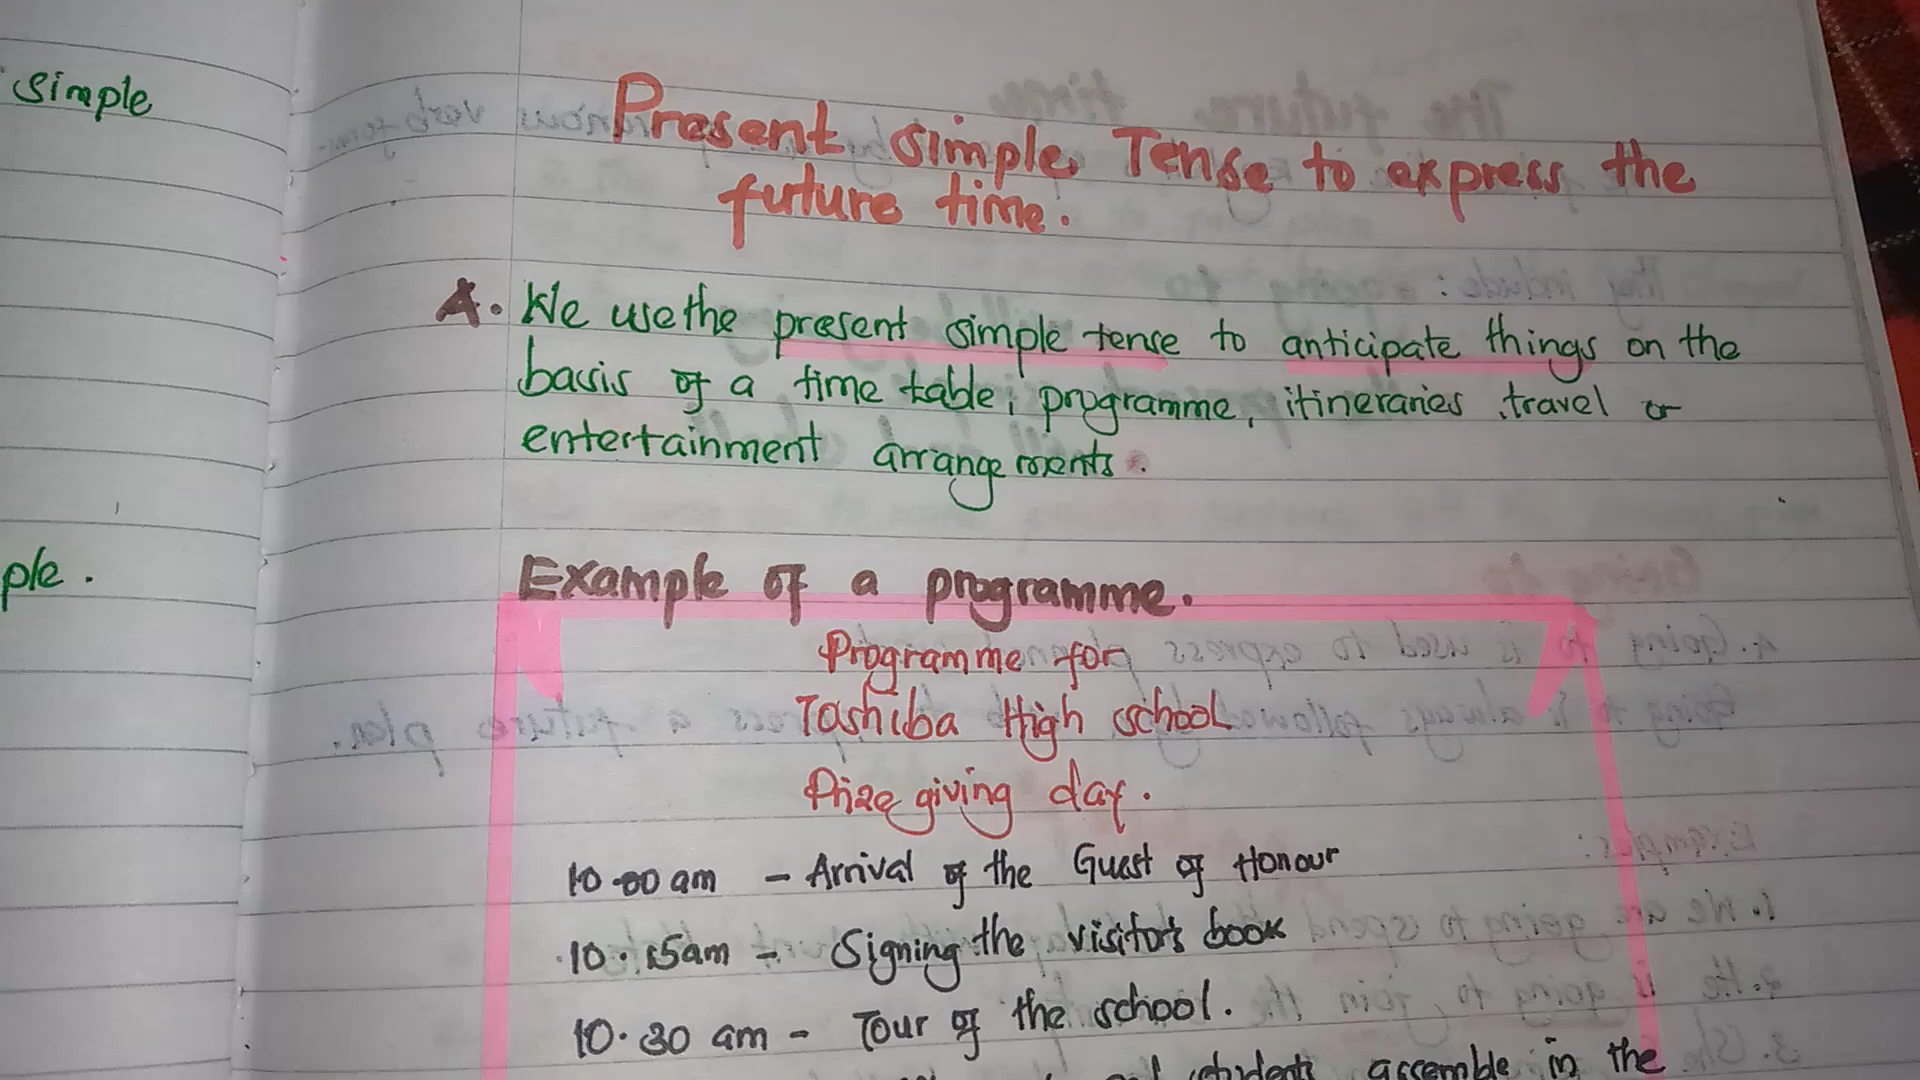 simple
ple.
Present simple Tense to express the
future time.
A. We use the present simple tense to anticipate things on the
basis of a time table, programme, itineraries, travel or
entertainment arrangements.
Example of a programme.
Programme for
Tashiba High school
Prize giving day.
10.00 am - Arrival of the Guest of Honour
10.15am - Signing the visitor's book
10.30 am - Tour of the school.
students assemble in the